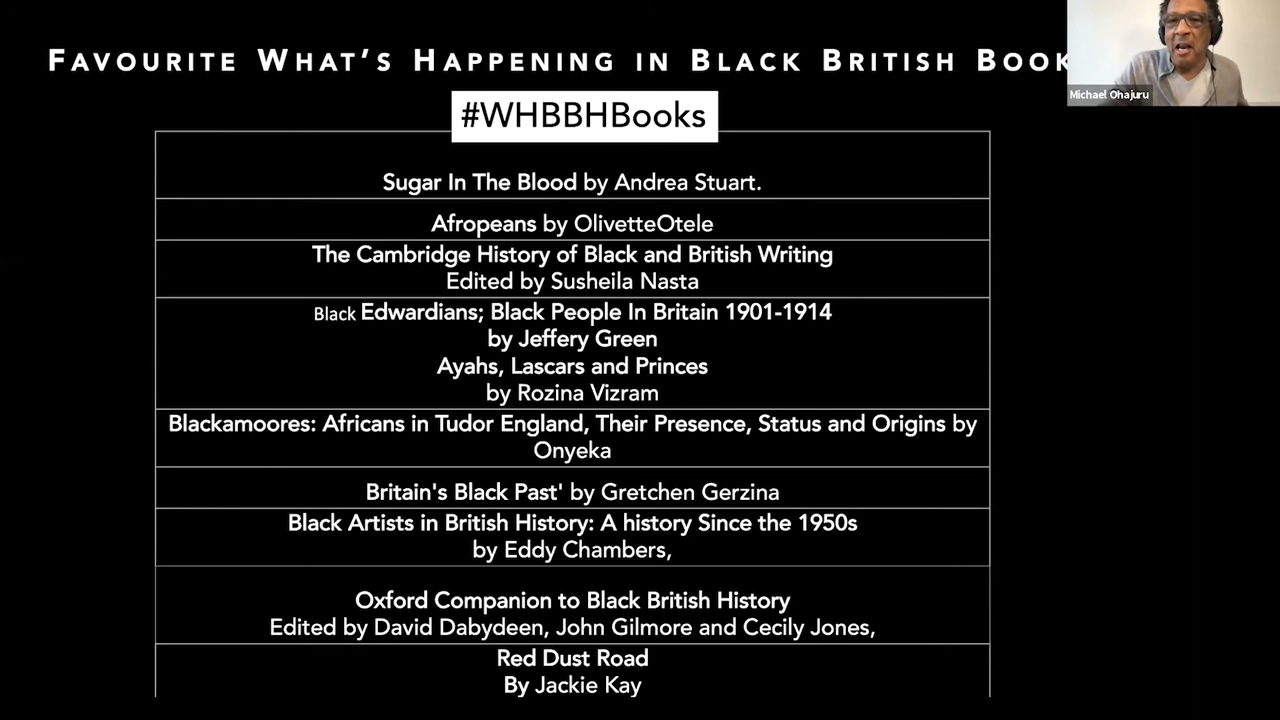 FAVOURITE WHAT'S HAPPENING IN BLACK BRITISH BOOK
Michael Ohajuru
#WHBBHBooks
Sugar In The Blood by Andrea Stuart.
Afropeans by OlivetteOtele
The Cambridge History of Black and British Writing
Edited by Susheila Nasta
Black Edwardians; Black People In Britain 1901-1914
by Jeffery Green
Ayahs, Lascars and Princes
by Rozina Vizram
Blackamoores: Africans in Tudor England, Their Presence, Status and Origins by
Onyeka
Britain's Black Past' by Gretchen Gerzina
Black Artists in British History: A history Since the 1950s
by Eddy Chambers,
Oxford Companion to Black British History
Edited by David Dabydeen, John Gilmore and Cecily Jones,
Red Dust Road
By Jackie Kay